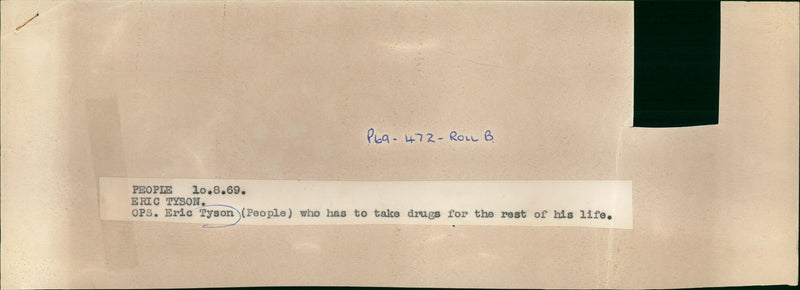 P69-472-ROLL B.
PEOPLE 1o.8.69.
ERIC TYSON.
OPS. Eric Tyson (People) who has to take drugs for the rest of his life.